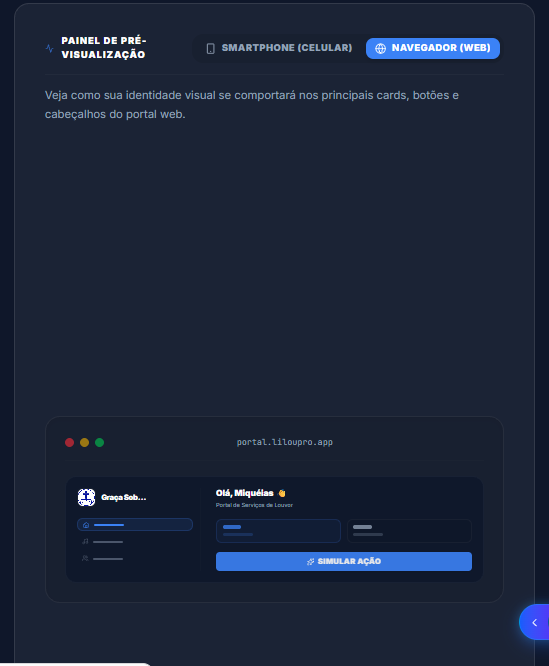 PAINEL DE PRÉ-
VISUALIZAÇÃO
SMARTPHONE (CELULAR)
NAVEGADOR (WEB)
Veja como sua identidade visual se comportará nos principais cards, botões e
cabeçalhos do portal web.
portal.liloupro.app
Graça Sob...
Olá, Miquéias 👋
Portal de Serviços de Louvor
SIMULAR AÇÃO